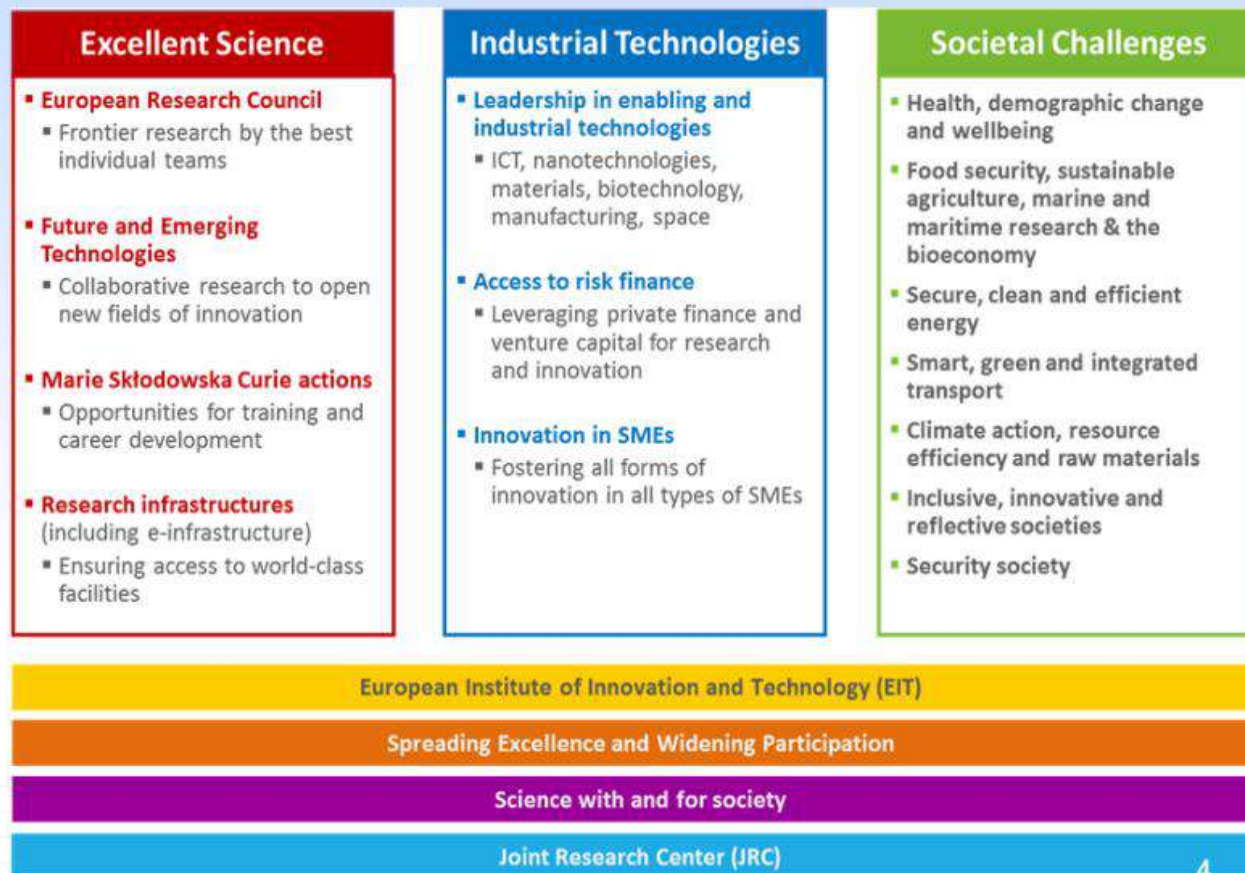 Excellent Science
▪ European Research Council
▪ Frontier research by the best
individual teams
▪ Future and Emerging
Technologies
▪ Collaborative research to open
new fields of innovation
▪ Marie Skłodowska Curie actions
▪ Opportunities for training and
career development
▪ Research infrastructures
(including e-infrastructure)
▪ Ensuring access to world-class
facilities
Industrial Technologies
▪ Leadership in enabling and
industrial technologies
▪ ICT, nanotechnologies,
materials, biotechnology,
manufacturing, space
▪ Access to risk finance
▪ Leveraging private finance and
venture capital for research
and innovation
▪ Innovation in SMEs
▪ Fostering all forms of
innovation in all types of SMEs
Societal Challenges
▪ Health, demographic change
and wellbeing
▪ Food security, sustainable
agriculture, marine and
maritime research & the
bioeconomy
▪ Secure, clean and efficient
energy
▪ Smart, green and integrated
transport
▪ Climate action, resource
efficiency and raw materials
▪ Inclusive, innovative and
reflective societies
▪ Security society
European Institute of Innovation and Technology (EIT)
Spreading Excellence and Widening Participation
Science with and for society
Joint Research Center (JRC)
4